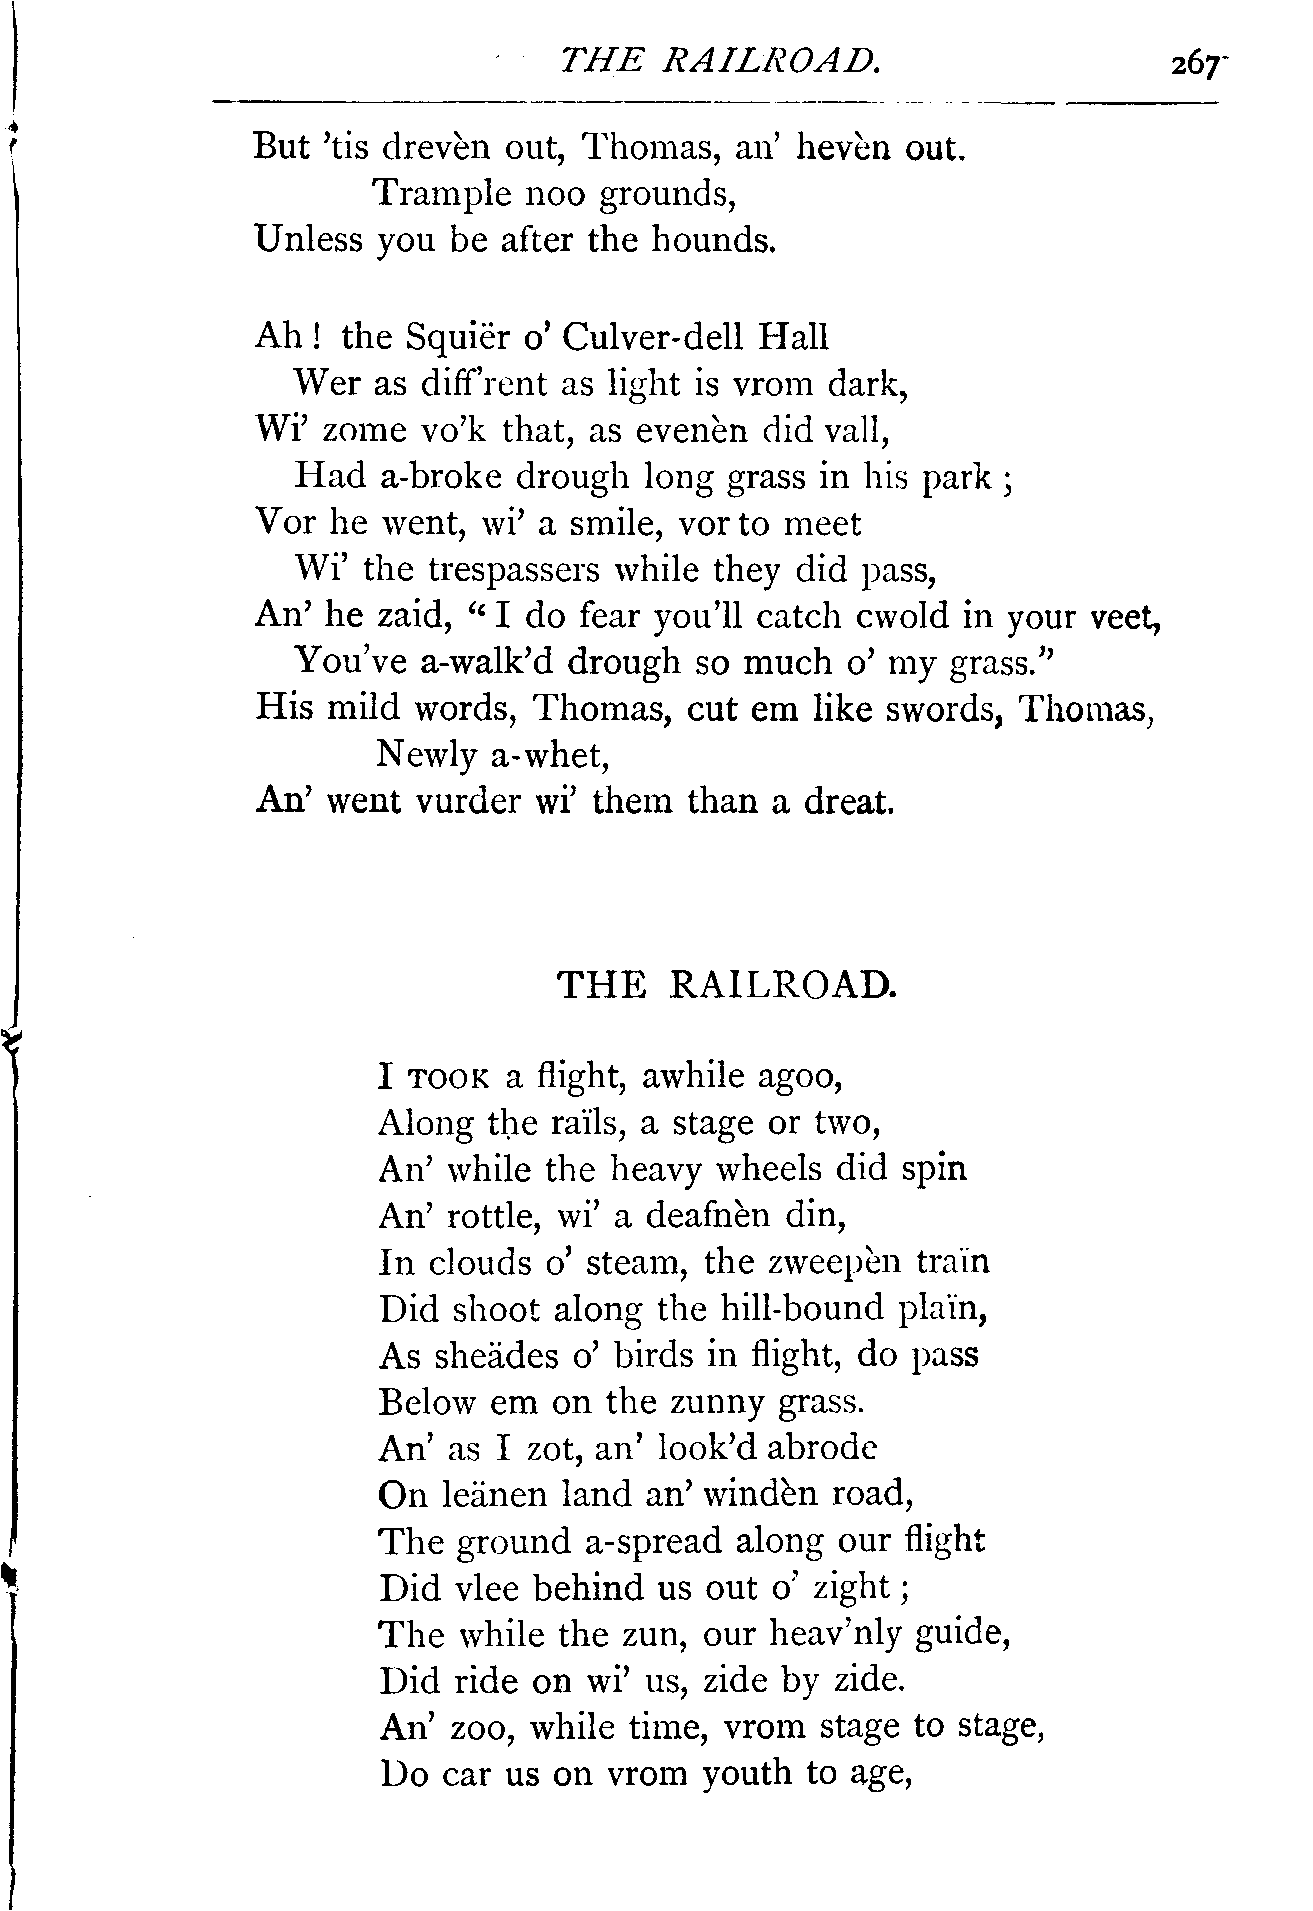 THE RAILROAD. 267
But 'tis drevèn out, Thomas, an' hevèn out.
Trample noo grounds,
Unless you be after the hounds.
Ah ! the Squiër o' Culver-dell Hall
Wer as diff'rent as light is vrom dark,
Wi' zome vo'k that, as evenèn did vall,
Had a-broke drough long grass in his park ;
Vor he went, wi' a smile, vor to meet
Wi' the trespassers while they did pass,
An' he zaid, “ I do fear you'll catch cwold in your veet,
You've a-walk'd drough so much o' my grass.”
His mild words, Thomas, cut em like swords, Thomas,
Newly a-whet,
An' went vurder wi' them than a dreat.
THE RAILROAD.
I TOOK a flight, awhile agoo,
Along the raïls, a stage or two,
An' while the heavy wheels did spin
An' rottle, wi' a deafnèn din,
In clouds o' steam, the zweepèn traïn
Did shoot along the hill-bound plaïn,
As sheädes o' birds in flight, do pass
Below em on the zunny grass.
An' as I zot, an' look'd abrode
On leänen land an' windèn road,
The ground a-spread along our flight
Did vlee behind us out o' zight ;
The while the zun, our heav'nly guide,
Did ride on wi' us, zide by zide.
An' zoo, while time, vrom stage to stage,
Do car us on vrom youth to age,